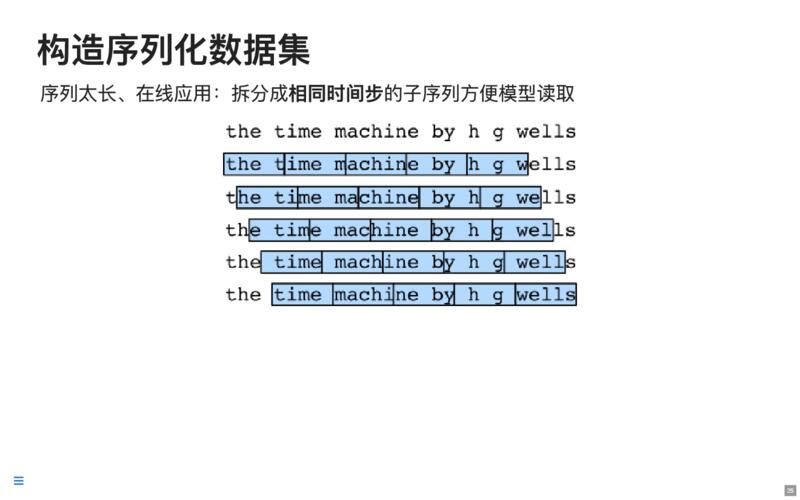 构造序列化数据集
序列太长、在线应用：拆分成相同时间步的子序列方便模型读取
the time machine by h g wells
the time machine by h g wells
the time machine by h g wells
the time machine by h g wells
the time machine by h g wells
the time machine by h g wells
25